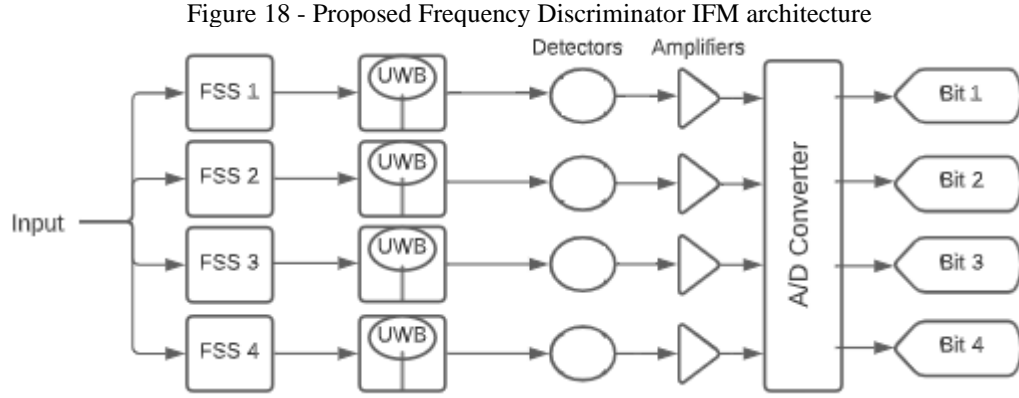 Figure 18 - Proposed Frequency Discriminator IFM architecture
Detectors
Amplifiers
FSS 1
UWB
Bit 1
FSS 2
UWB
Bit 2
Input
A/D Converter
FSS 3
UWB
Bit 3
FSS 4
UWB
Bit 4